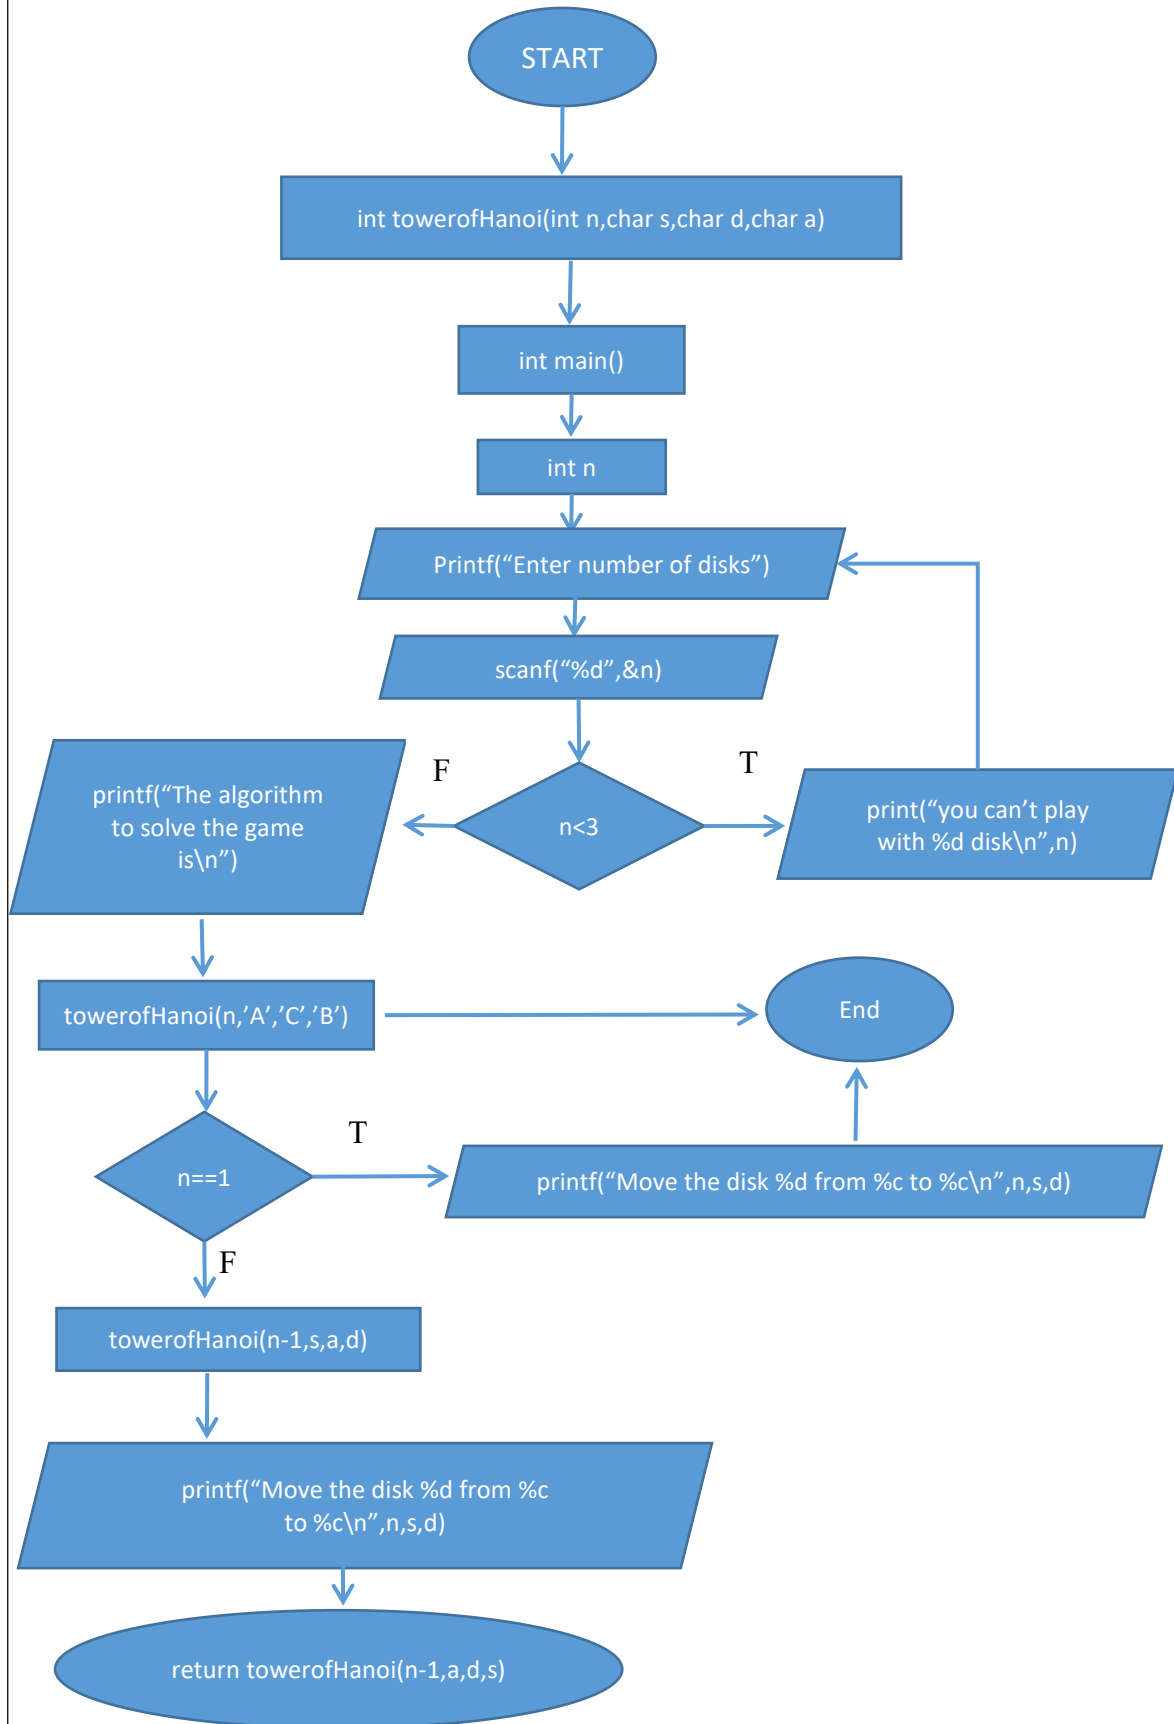 START
int towerofHanoi(int n,char s,char d,char a)
int main()
int n
Printf(“Enter number of disks”)
scanf(“%d”,&n)
F
T
n<3
printf(“The algorithm
to solve the game
is\n”)
print(“you can’t play
with %d disk\n”,n)
towerofHanoi(n,’A’,’C’,’B’)
End
n==1
T
printf(“Move the disk %d from %c to %c\n”,n,s,d)
F
towerofHanoi(n-1,s,a,d)
printf(“Move the disk %d from %c
to %c\n”,n,s,d)
return towerofHanoi(n-1,a,d,s)